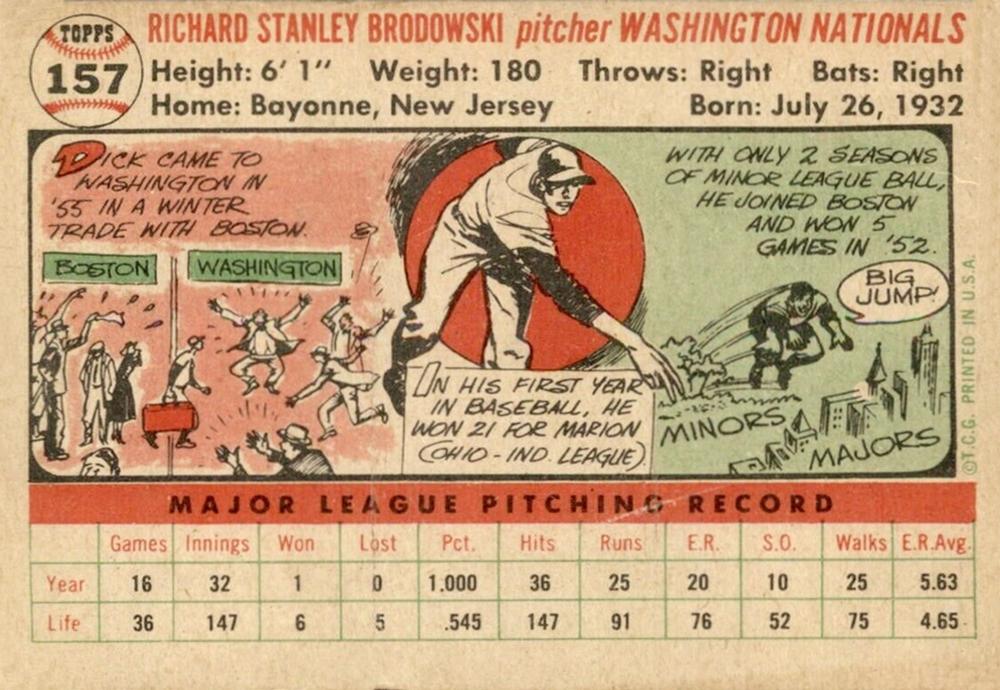 TOPPS
157
RICHARD STANLEY BRODOWSKI pitcher WASHINGTON NATIONALS
Height: 6' 1" Weight: 180 Throws: Right Bats: Right
Home: Bayonne, New Jersey Born: July 26, 1932
DICK CAME TO
WASHINGTON IN
'55 IN A WINTER
TRADE WITH BOSTON.
BOSTON
WASHINGTON
IN HIS FIRST YEAR
IN BASEBALL, HE
WON 21 FOR MARION
(OHIO - IND. LEAGUE).
WITH ONLY 2 SEASONS
OF MINOR LEAGUE BALL,
HE JOINED BOSTON
AND WON 5
GAMES IN '52.
BIG
JUMP!
MINORS
MAJORS
© T.C.G. PRINTED IN U.S.A.
MAJOR LEAGUE PITCHING RECORD
Games Innings Won Lost Pct. Hits Runs E.R. S.O. Walks E.R.Avg.
Year 16 32 1 0 1.000 36 25 20 10 25 5.63
Life 36 147 6 5 .545 147 91 76 52 75 4.65